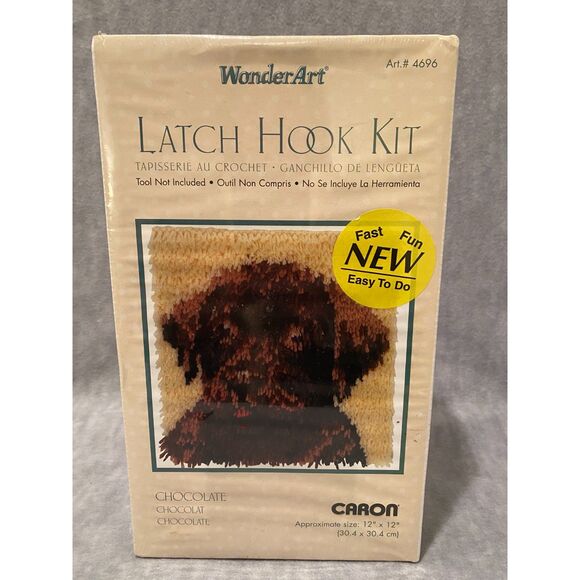 WonderArt®
Art.# 4696
LATCH HOOK KIT
TAPISSERIE AU CROCHET • GANCHILLO DE LENGÜETA
Tool Not Included • Outil Non Compris • No Se Incluye La Herramienta
Fast Fun
NEW
Easy To Do
CHOCOLATE
CHOCOLAT
CHOCOLATE
CARON®
Approximate size: 12" x 12"
(30.4 x 30.4 cm)